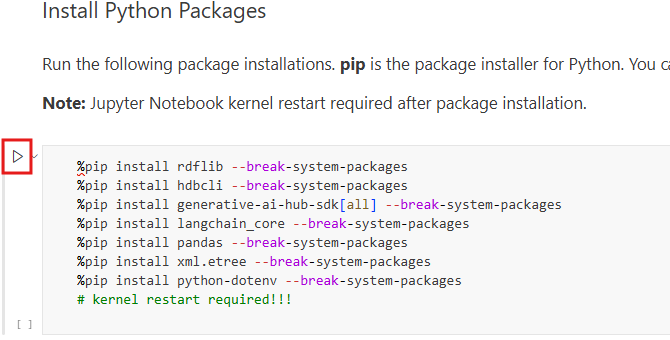 Install Python Packages
Run the following package installations. pip is the package installer for Python. You
Note: Jupyter Notebook kernel restart required after package installation.
%pip install rdflib --break-system-packages
%pip install hdbcli --break-system-packages
%pip install generative-ai-hub-sdk[all] --break-system-packages
%pip install langchain_core --break-system-packages
%pip install pandas --break-system-packages
%pip install xml.etree --break-system-packages
%pip install python-dotenv --break-system-packages
# kernel restart required!!!
[ ]